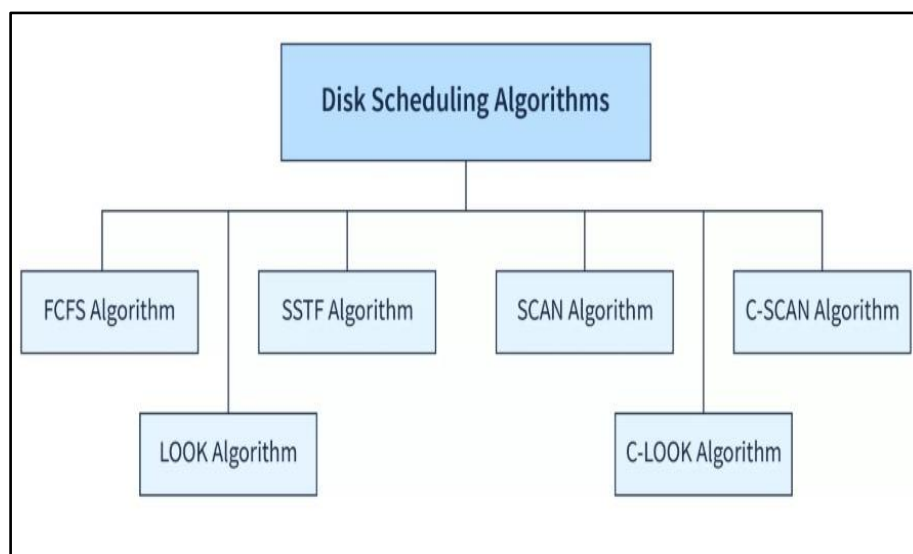 Disk Scheduling Algorithms
FCFS Algorithm
SSTF Algorithm
SCAN Algorithm
C-SCAN Algorithm
LOOK Algorithm
C-LOOK Algorithm